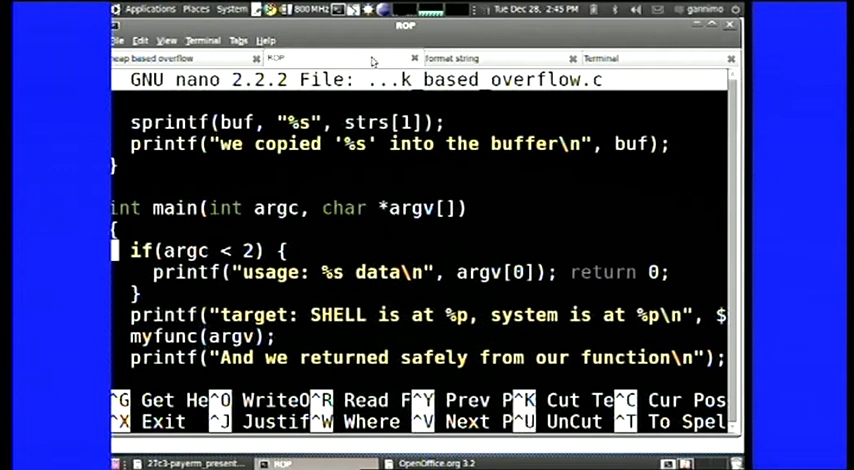 Applications Places System 800 MHz Tue Dec 28, 2:45 PM gannimo
ROP
File Edit View Terminal Tabs Help
heap based overflow ROP format string Terminal
GNU nano 2.2.2 File: ...k_based_overflow.c
sprintf(buf, "%s", strs[1]);
printf("we copied '%s' into the buffer\n", buf);
}
int main(int argc, char *argv[])
{
if(argc < 2) {
printf("usage: %s data\n", argv[0]); return 0;
}
printf("target: SHELL is at %p, system is at %p\n", $
myfunc(argv);
printf("And we returned safely from our function\n");
^G Get He^O WriteO^R Read F^Y Prev P^K Cut Te^C Cur Pos
^X Exit ^J Justif^W Where ^V Next P^U UnCut ^T To Spel
27c3-payerm_present... ROP OpenOffice.org 3.2